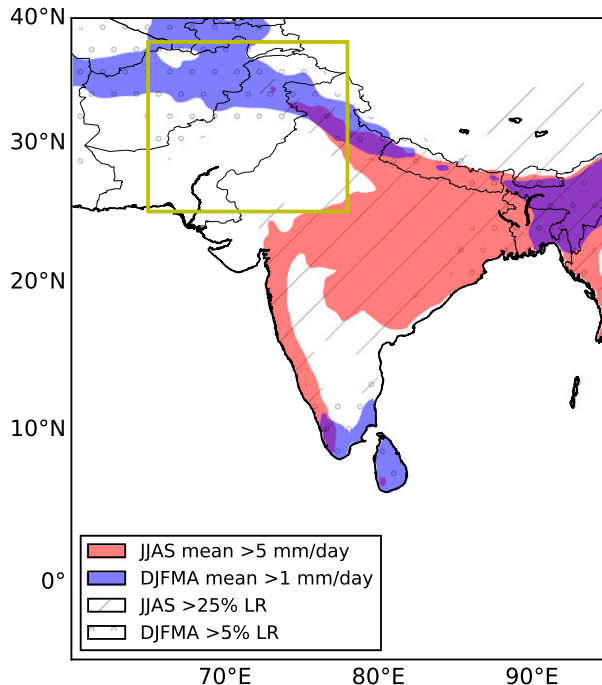 40°N
30°N
20°N
10°N
0°
JJAS mean >5 mm/day
DJFMA mean >1 mm/day
JJAS >25% LR
DJFMA >5% LR
70°E 80°E 90°E